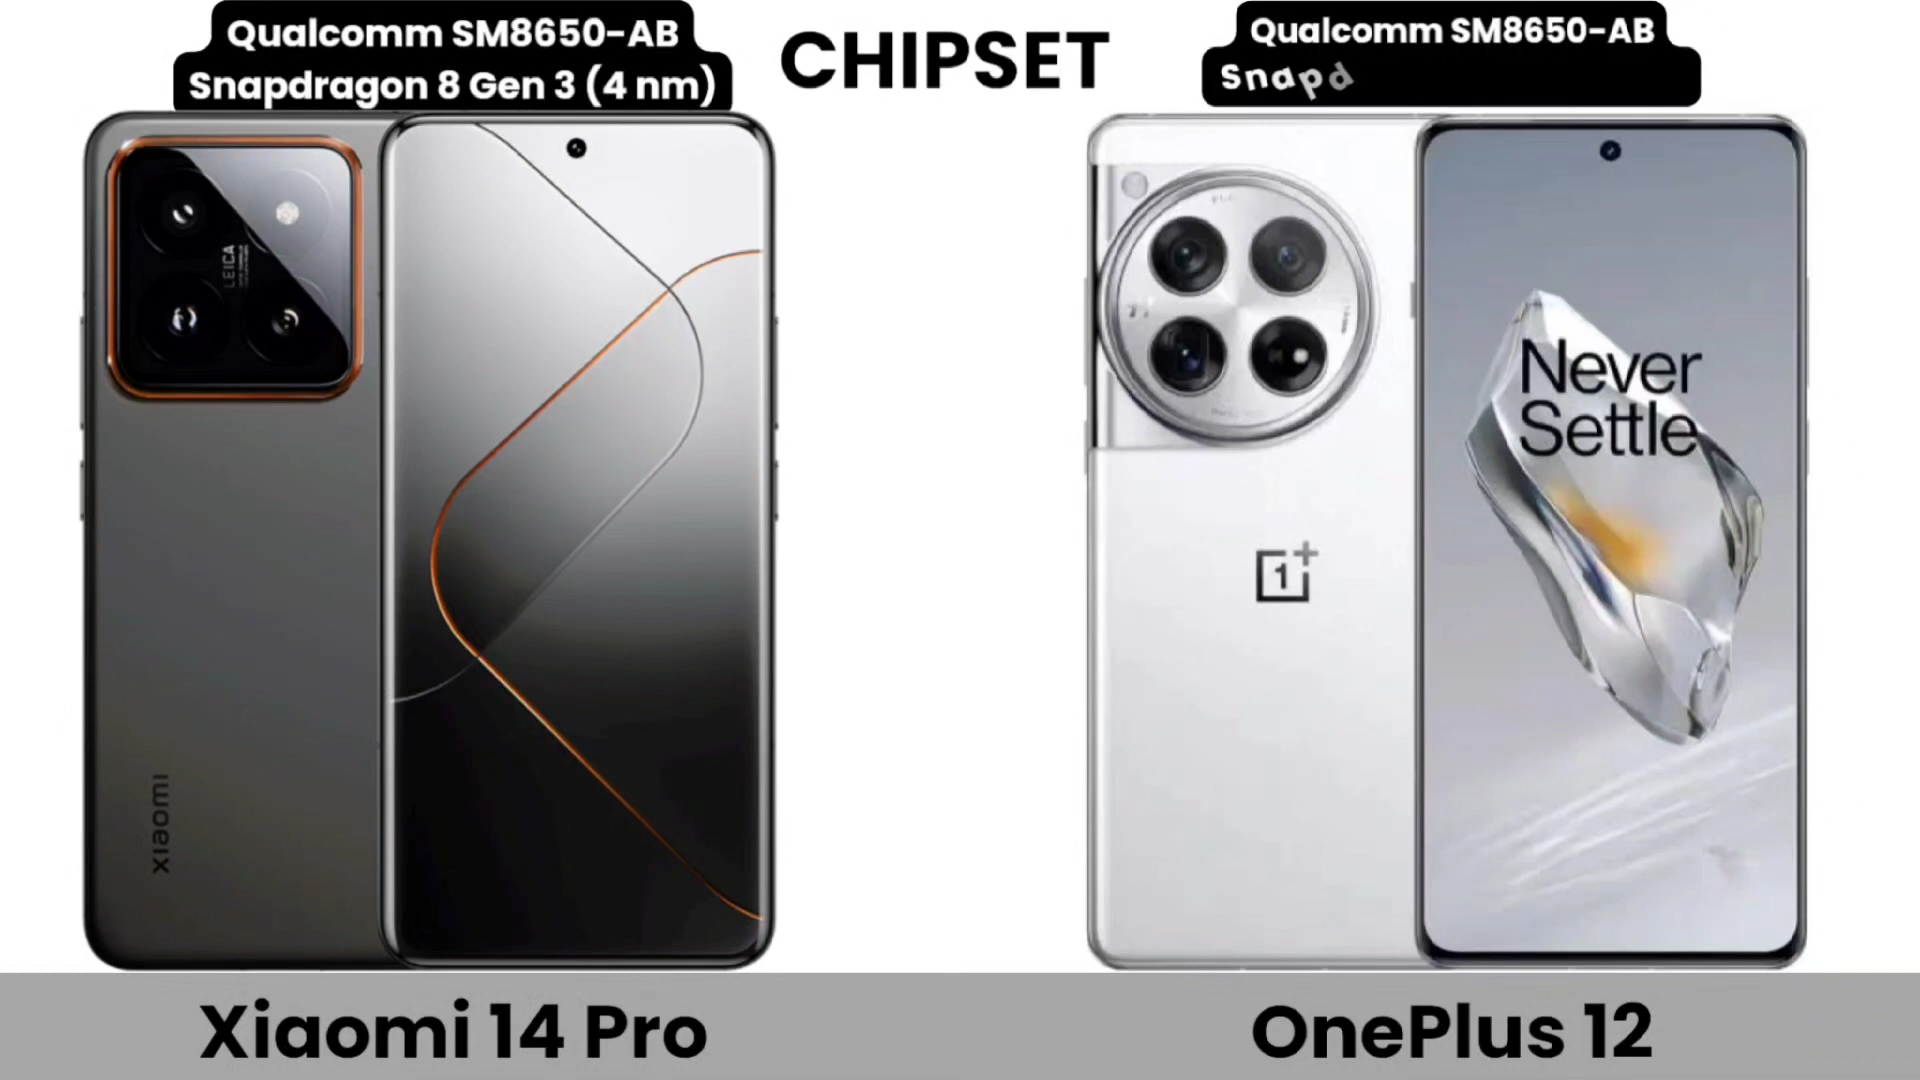 Qualcomm SM8650-AB
Snapdragon 8 Gen 3 (4 nm)
CHIPSET
Qualcomm SM8650-AB
Snapd
LEICA
xiaomi
1+
Never
Settle
Xiaomi 14 Pro
OnePlus 12